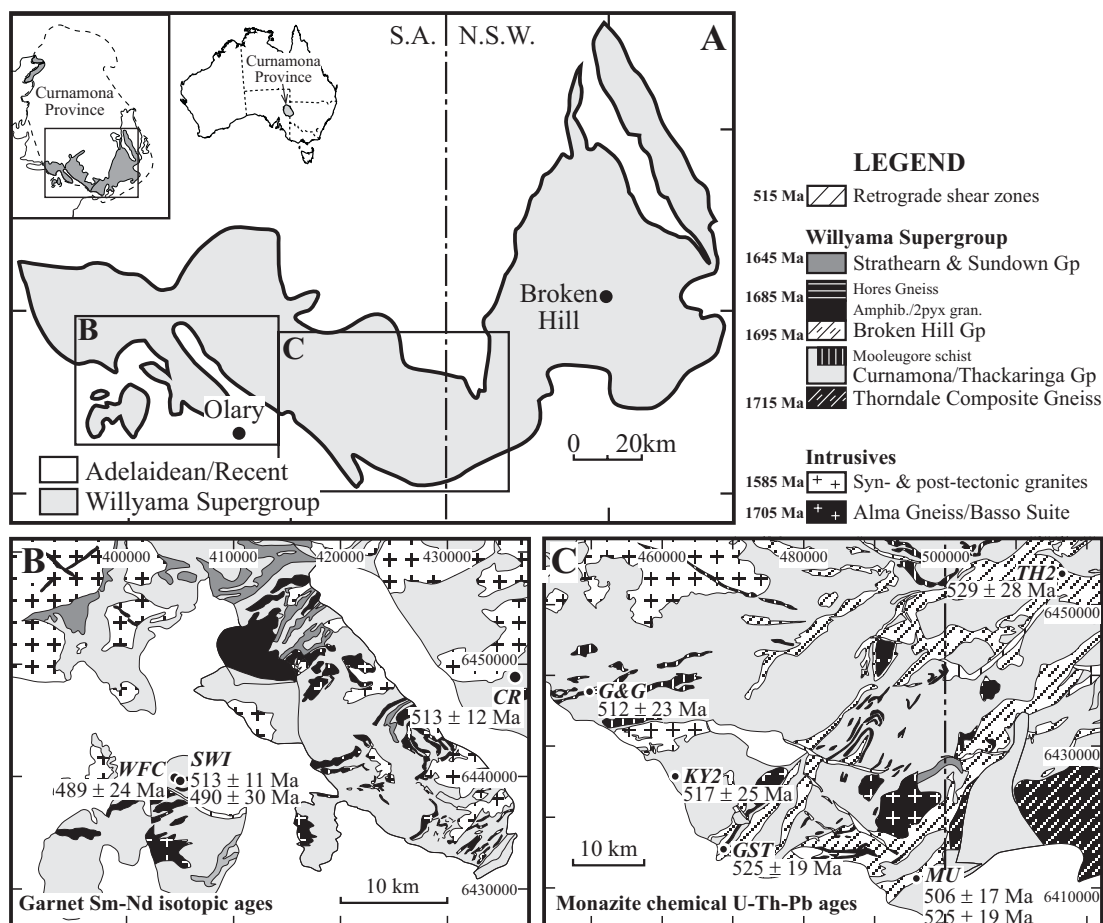 S.A.
N.S.W.
A
Curnamona
Province
Curnamona
Province
Broken
Hill
B
C
Olary
0 20km
Adelaidean/Recent
Willyama Supergroup
LEGEND
515 Ma Retrograde shear zones
Willyama Supergroup
1645 Ma Strathearn & Sundown Gp
Hores Gneiss
1685 Ma
Amphib./2pyx gran.
1695 Ma Broken Hill Gp
Mooleugore schist
Curnamona/Thackaringa Gp
1715 Ma Thorndale Composite Gneiss
Intrusives
1585 Ma Syn- & post-tectonic granites
1705 Ma Alma Gneiss/Basso Suite
B
400000 410000 420000 430000
6450000
CR
513 ± 12 Ma
WFC SWI
513 ± 11 Ma
489 ± 24 Ma
490 ± 30 Ma
6440000
10 km
6430000
Garnet Sm-Nd isotopic ages
C
460000 480000 500000
TH2
529 ± 28 Ma
6450000
G&G
512 ± 23 Ma
6430000
KY2
517 ± 25 Ma
GST
525 ± 19 Ma
10 km
MU
506 ± 17 Ma
6410000
525 ± 19 Ma
Monazite chemical U-Th-Pb ages